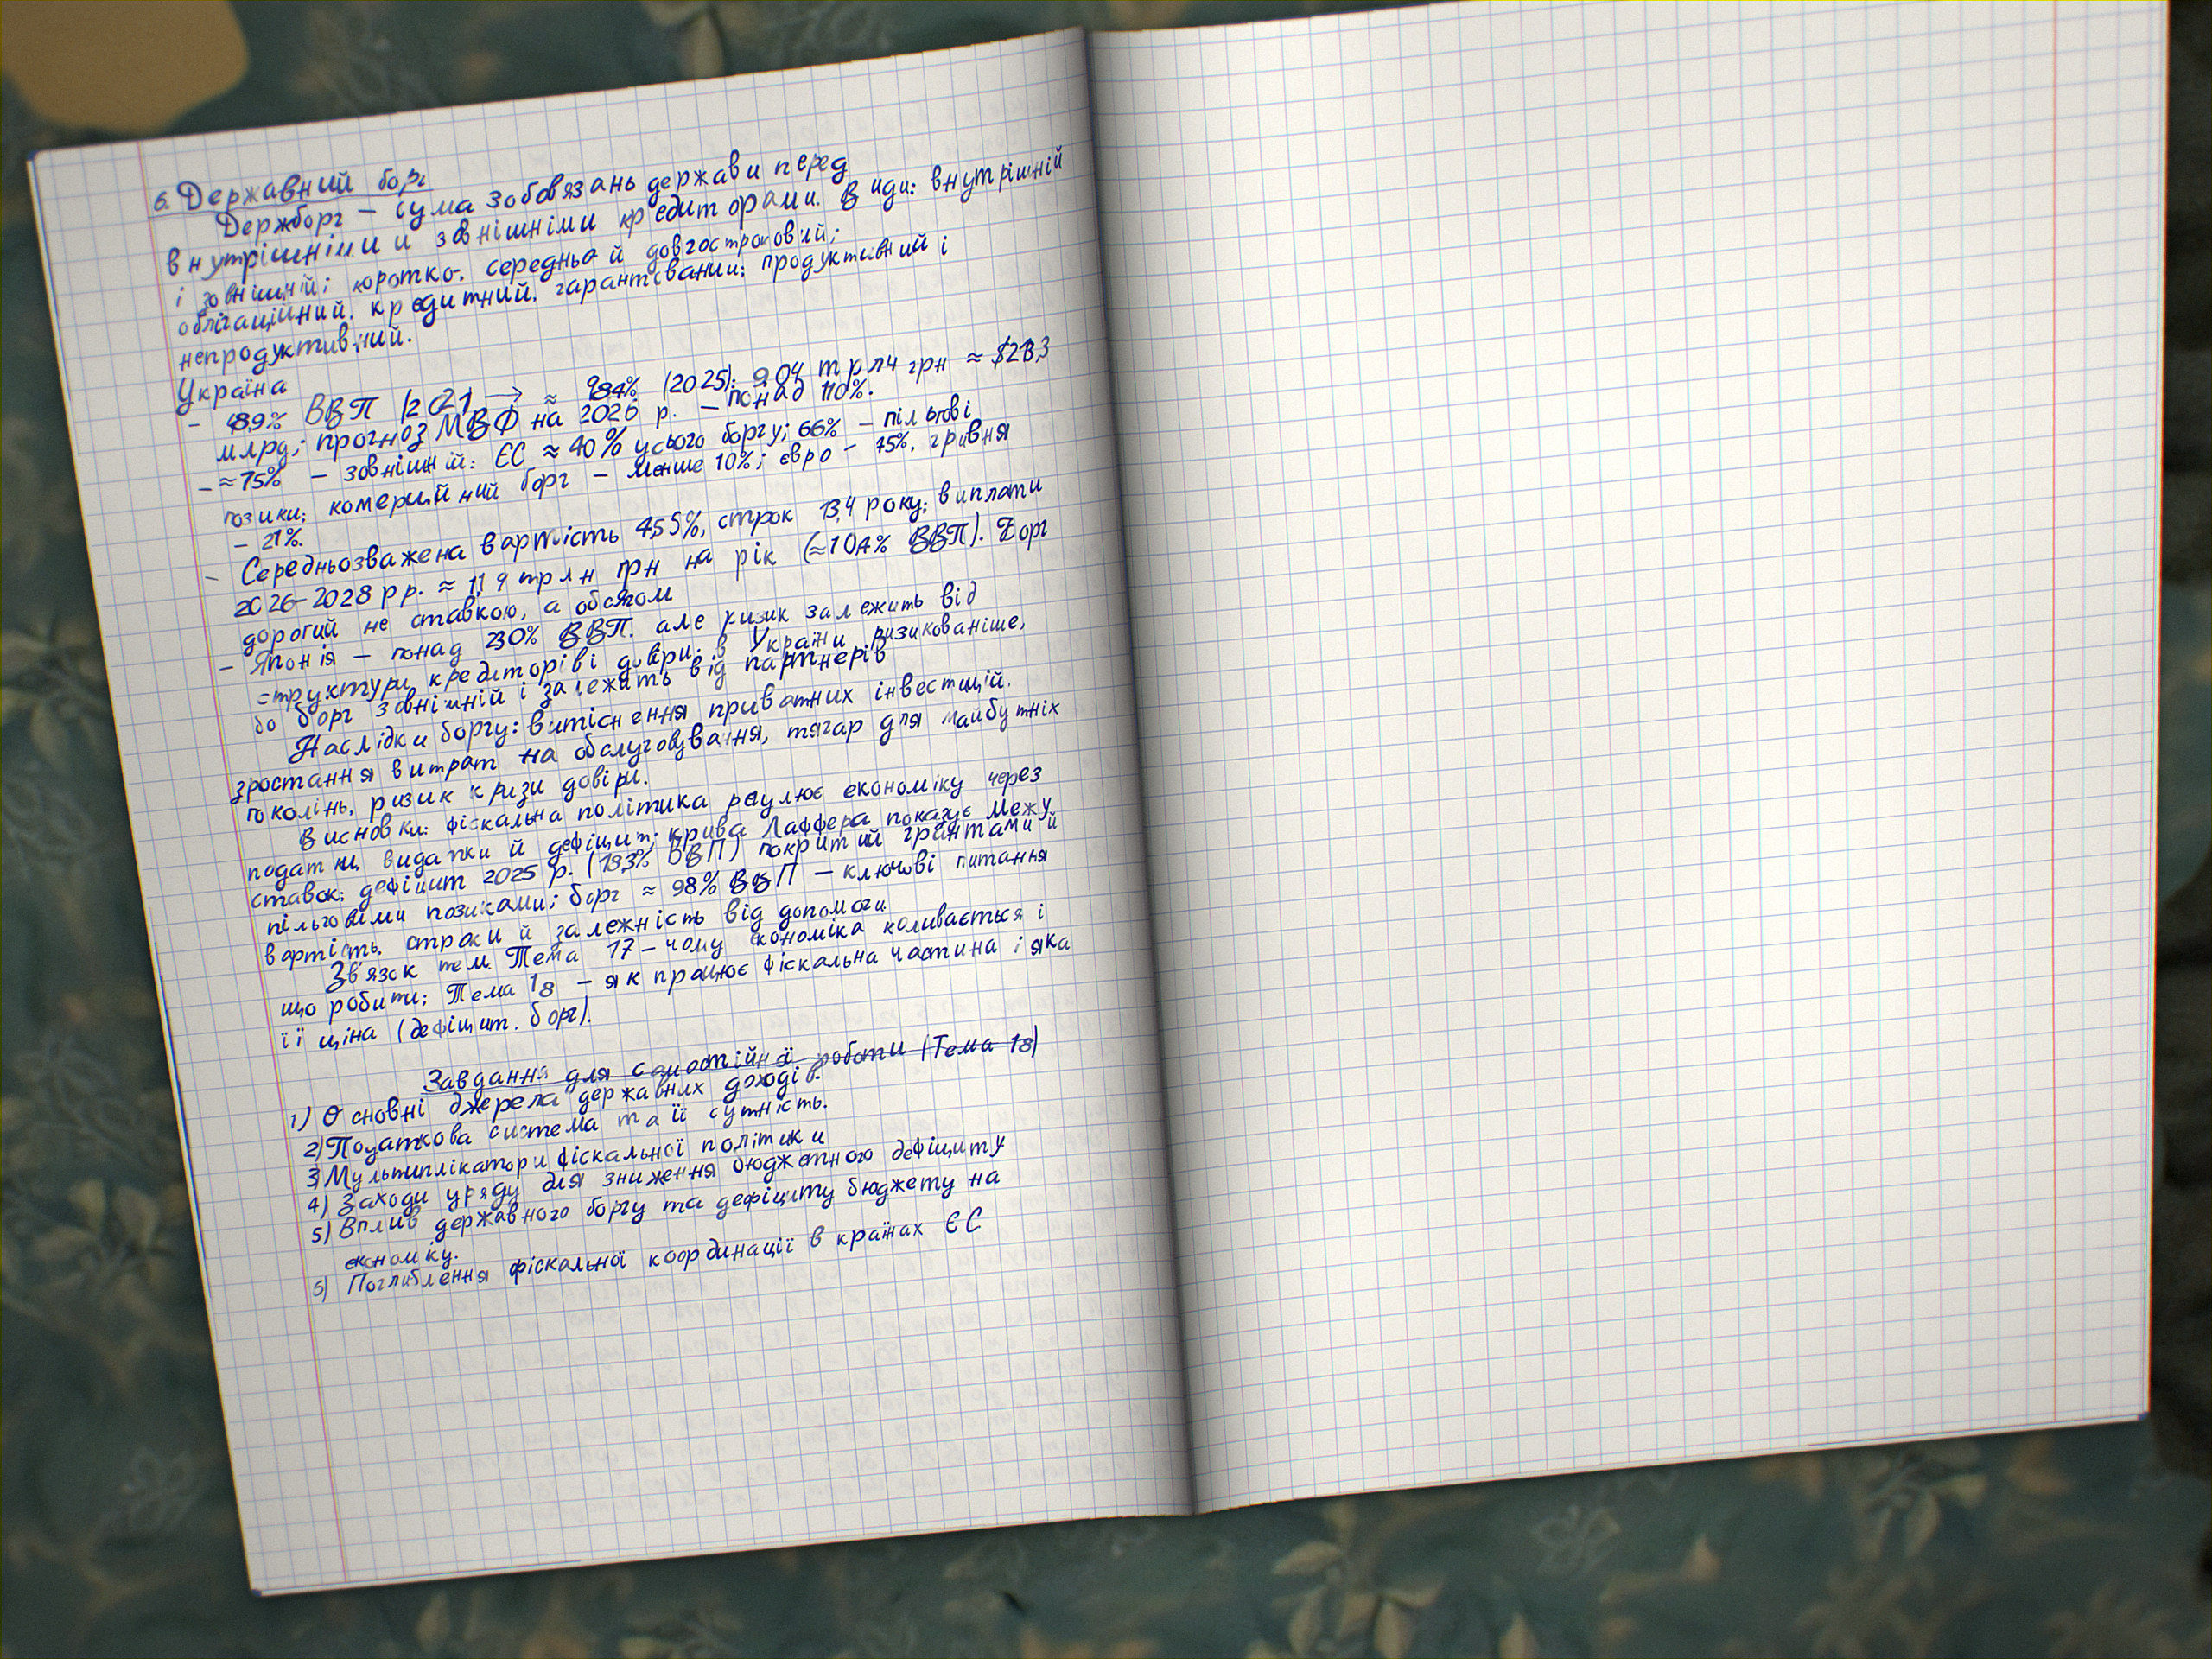 6. Державний борг
Держборг – сума зобов'язань держави перед
внутрішніми и зовнішніми кредиторами. Види: внутрішній
і зовнішній; коротко-. середньо й довгостроковий;
облігаційний. кредитний. гарантований; продуктивний і
непродуктивний.
Україна
- 48,9% ВВП (2021 → ≈ 98,4% (2025): 9,04 трлн грн ≈ $213,3
млрд; прогноз МВФ на 2026 р. – понад 110%.
- ≈ 75% – зовнішній: ЄС ≈ 40% усього боргу; 66% – пільгові
позики; комерційний борг – менше 10%; євро – 45%, гривня
– 21%.
- Середньозважена вартість 4,55%, строк 13,4 року; виплати
2026–2028 рр. ≈ 1,1 трлн грн на рік (≈10,4% ВВП). Борг
дорогий не ставкою, а обсягом
- Японія – понад 230% ВВП. але ризик залежить від
структури кредиторів і довіри; в України ризикованіше,
бо борг зовнішній і залежить від партнерів
Наслідки боргу: витіснення приватних інвестицій.
зростання витрат на обслуговування, тягар для майбутніх
поколінь, ризик кризи довіри.
Висновки: фіскальна політика регулює економіку через
податки, видатки й дефіцит; крива Лаффера показує межу
ставок; дефіцит 2025 р. (18,3% ВВП) покритий грантами й
пільговими позиками; борг ≈ 98% ВВП – ключові питання
вартість. строки й залежність від допомоги
Зв'язок тем. Тема 17 – чому економіка коливається і
що робити; Тема 18 – як працює фіскальна частина і яка
її ціна (дефіцит. борг).
Завдання для самостійної роботи (Тема 18)
1) Основні джерела державних доходів.
2) Податкова система та її сутність.
3) Мультиплікатори фіскальної політики
4) Заходи уряду для зниження бюджетного дефіциту
5) Вплив державного боргу та дефіциту бюджету на
економіку.
5) Поглиблення фіскальної координації в країнах ЄС